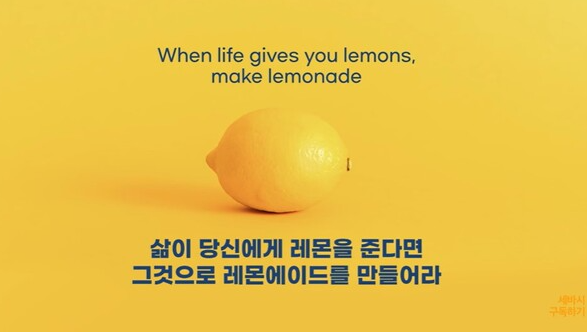 When life gives you lemons,
make lemonade
삶이 당신에게 레몬을 준다면
그것으로 레몬에이드를 만들어라
세바시
구독하기